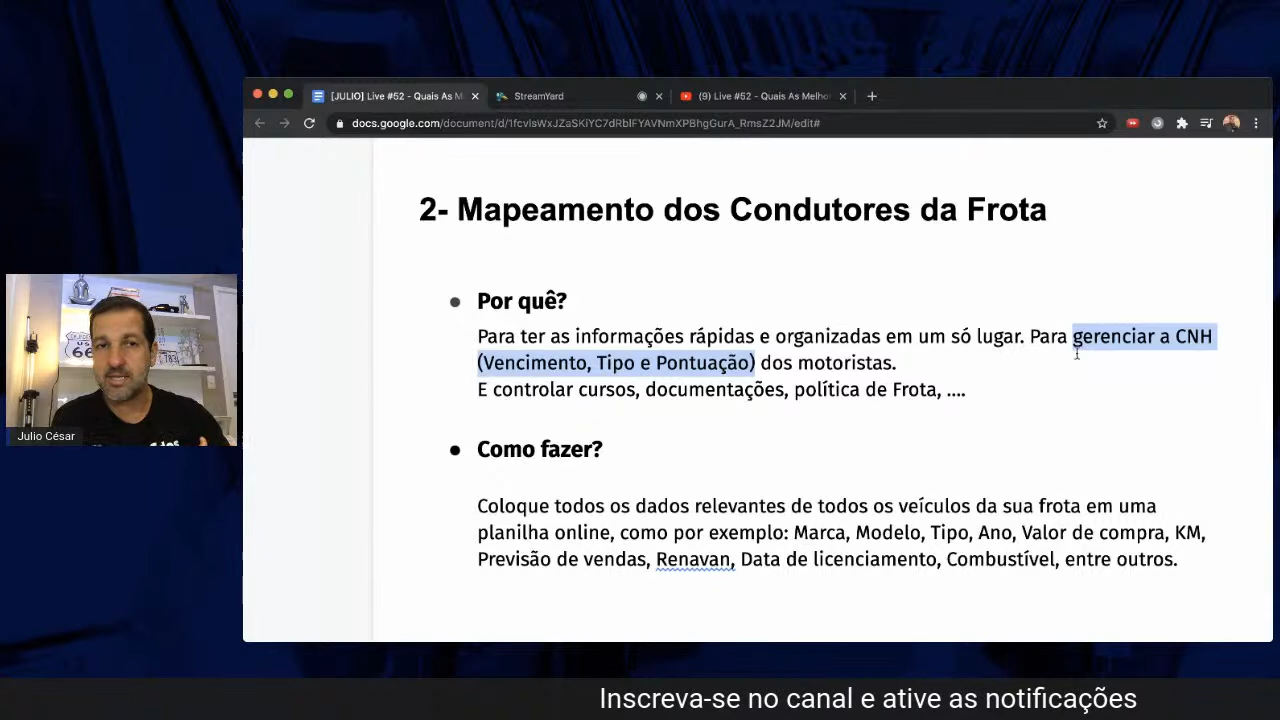 [JULIO] Live #52 - Quais As M
StreamYard
(9) Live #52 - Quais As Melho
docs.google.com/document/d/1fcvIsWxJZaSKiYC7dRblFYAVNmXPBhgGurA_RmsZ2JM/edit#
2- Mapeamento dos Condutores da Frota
Por quê?
Para ter as informações rápidas e organizadas em um só lugar. Para gerenciar a CNH
(Vencimento, Tipo e Pontuação) dos motoristas.
E controlar cursos, documentações, política de Frota, ....
Como fazer?
Coloque todos os dados relevantes de todos os veículos da sua frota em uma
planilha online, como por exemplo: Marca, Modelo, Tipo, Ano, Valor de compra, KM,
Previsão de vendas, Renavan, Data de licenciamento, Combustível, entre outros.
US
66
Julio César
Inscreva-se no canal e ative as notificações